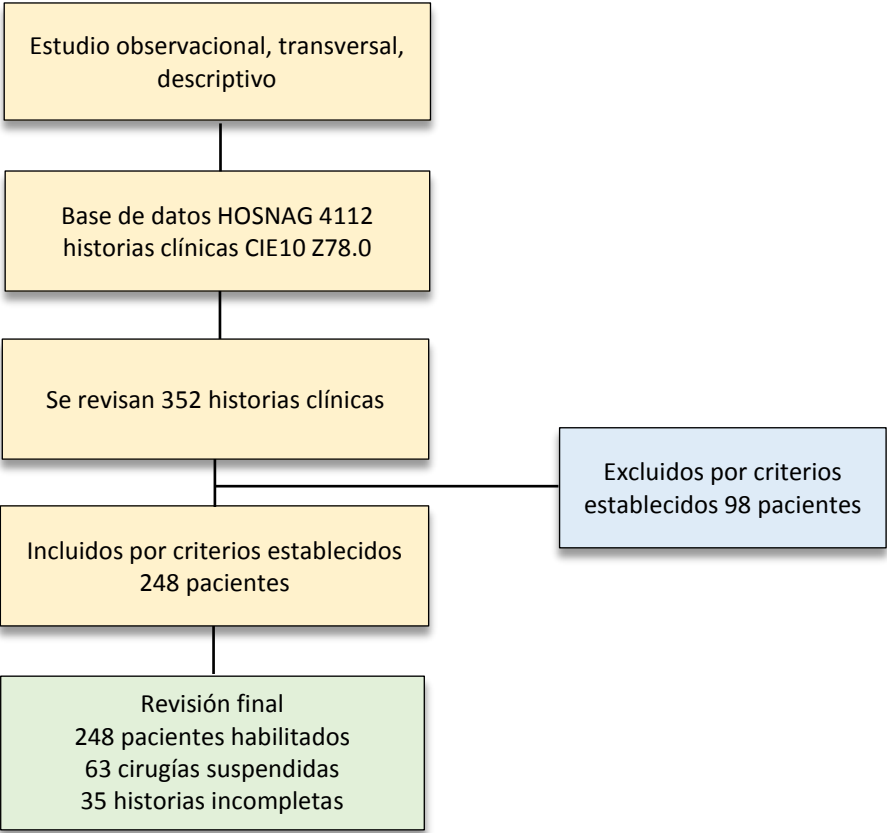 Estudio observacional, transversal,
descriptivo
Base de datos HOSNAG 4112
historias clínicas CIE10 Z78.0
Se revisan 352 historias clínicas
Excluidos por criterios
establecidos 98 pacientes
Incluidos por criterios establecidos
248 pacientes
Revisión final
248 pacientes habilitados
63 cirugías suspendidas
35 historias incompletas